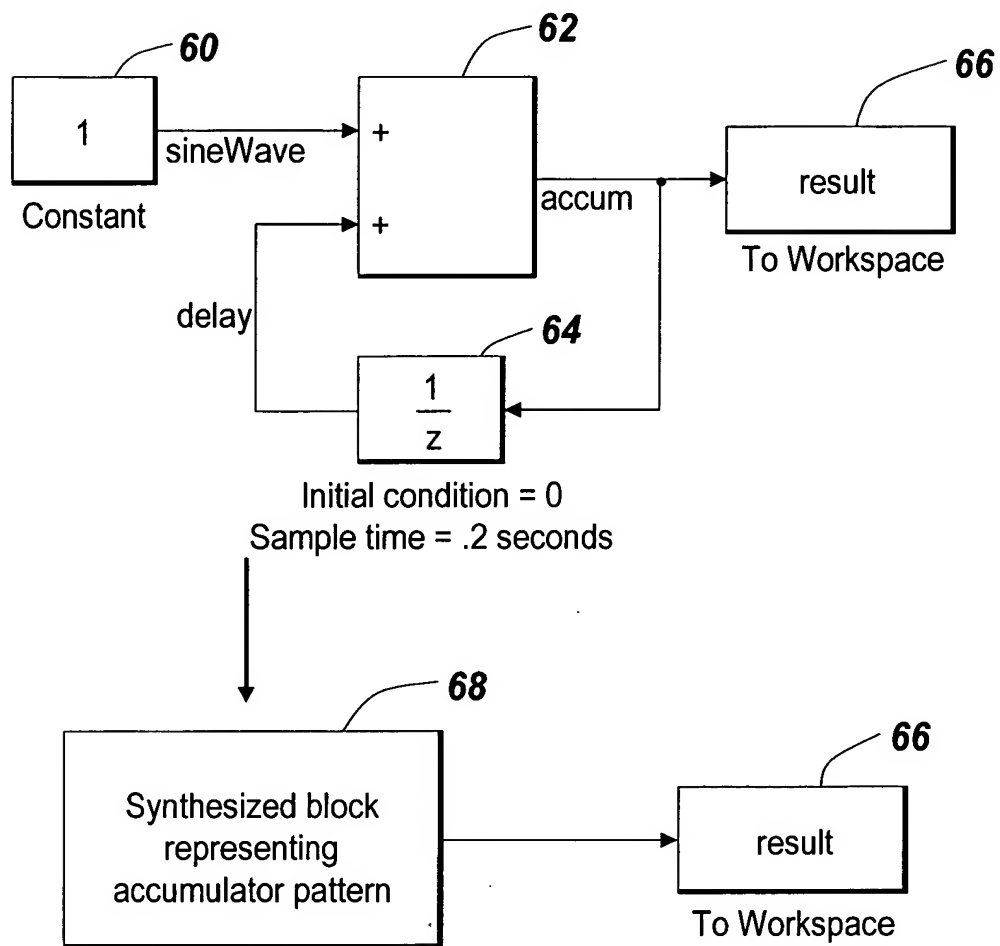 60
62
66
1
+
sineWave
result
accum
Constant
+
To Workspace
delay
64
1
z
Initial condition = 0
Sample time = .2 seconds
68
66
Synthesized block
representing
accumulator pattern
result
To Workspace